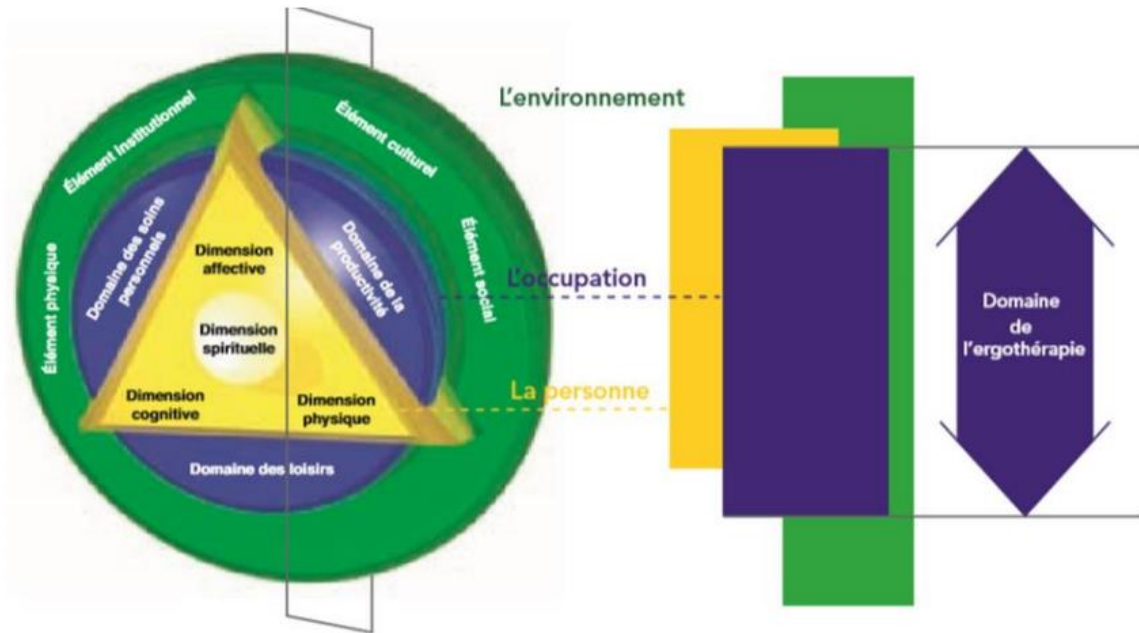 Élément Institutionnel
Élément culturel
Élément physique
Élément social
Domaine des soins
personnels
Domaine de la
productivité
Dimension
affective
Dimension
spirituelle
Dimension
cognitive
Dimension
physique
Domaine des loisirs
L'environnement
L'occupation
La personne
Domaine
de
l'ergothérapie